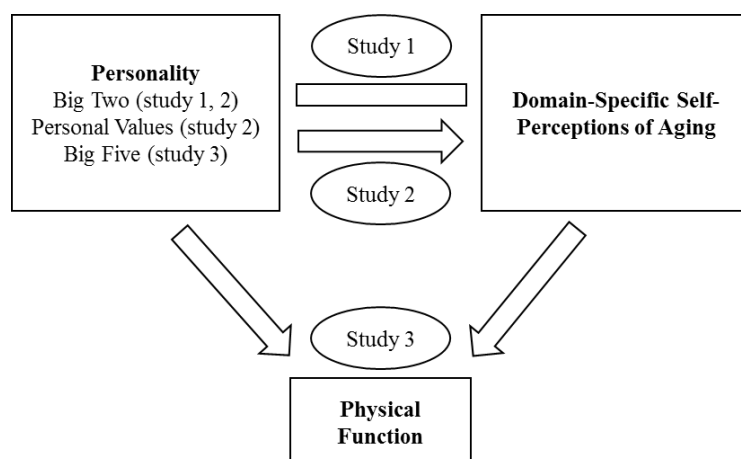 Study 1
Personality
Big Two (study 1, 2)
Personal Values (study 2)
Big Five (study 3)
Domain-Specific Self-
Perceptions of Aging
Study 2
Study 3
Physical
Function